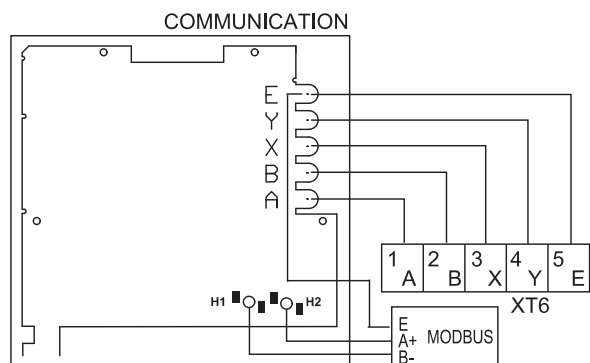 COMMUNICATION
E
Y
X
B
A
1 A 2 B 3 X 4 Y 5 E
XT6
H1 H2
E
A+ MODBUS
B-